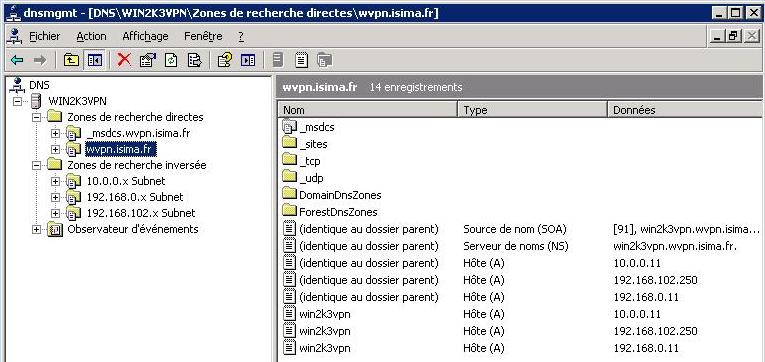 dnsmgmt - [DNS\WIN2K3VPN\Zones de recherche directes\wvpn.isima.fr]
Fichier Action Affichage Fenêtre ?
DNS
WIN2K3VPN
Zones de recherche directes
_msdcs.wvpn.isima.fr
wvpn.isima.fr
Zones de recherche inversée
10.0.0.x Subnet
192.168.0.x Subnet
192.168.102.x Subnet
Observateur d'événements
wvpn.isima.fr 14 enregistrements
Nom Type Données
_msdcs
_sites
_tcp
_udp
DomainDnsZones
ForestDnsZones
(identique au dossier parent) Source de nom (SOA) [91], win2k3vpn.wvpn.isima...
(identique au dossier parent) Serveur de noms (NS) win2k3vpn.wvpn.isima.fr.
(identique au dossier parent) Hôte (A) 10.0.0.11
(identique au dossier parent) Hôte (A) 192.168.102.250
(identique au dossier parent) Hôte (A) 192.168.0.11
win2k3vpn Hôte (A) 10.0.0.11
win2k3vpn Hôte (A) 192.168.102.250
win2k3vpn Hôte (A) 192.168.0.11